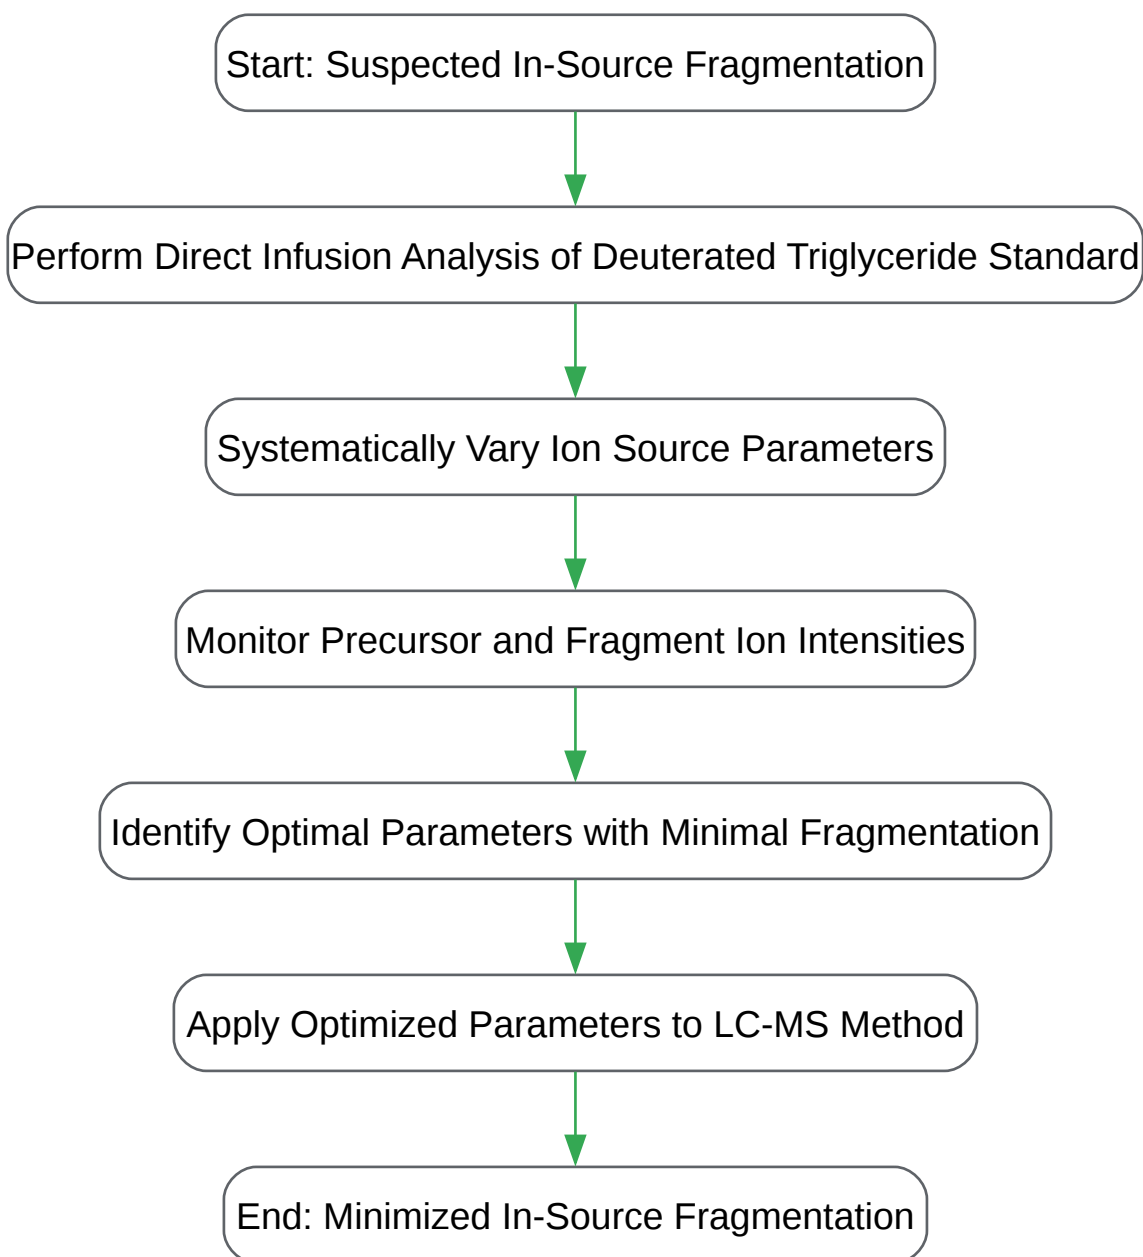 Start: Suspected In-Source Fragmentation
Perform Direct Infusion Analysis of Deuterated Triglyceride Standard
Systematically Vary Ion Source Parameters
Monitor Precursor and Fragment Ion Intensities
Identify Optimal Parameters with Minimal Fragmentation
Apply Optimized Parameters to LC-MS Method
End: Minimized In-Source Fragmentation